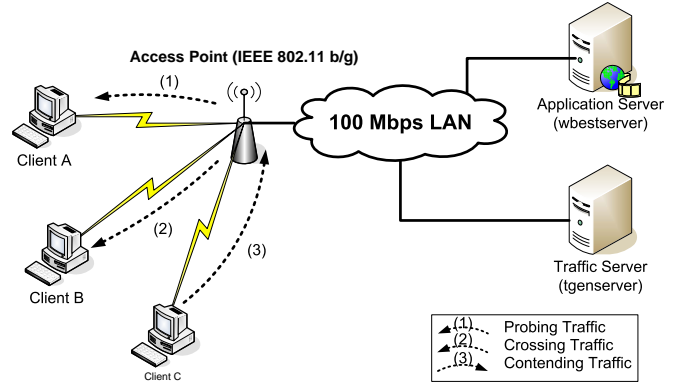 Access Point (IEEE 802.11 b/g)
(1)
Client A
100 Mbps LAN
Application Server
(wbestserver)
(2)
(3)
Client B
Traffic Server
(tgenserver)
Client C
(1) Probing Traffic
(2) Crossing Traffic
(3) Contending Traffic